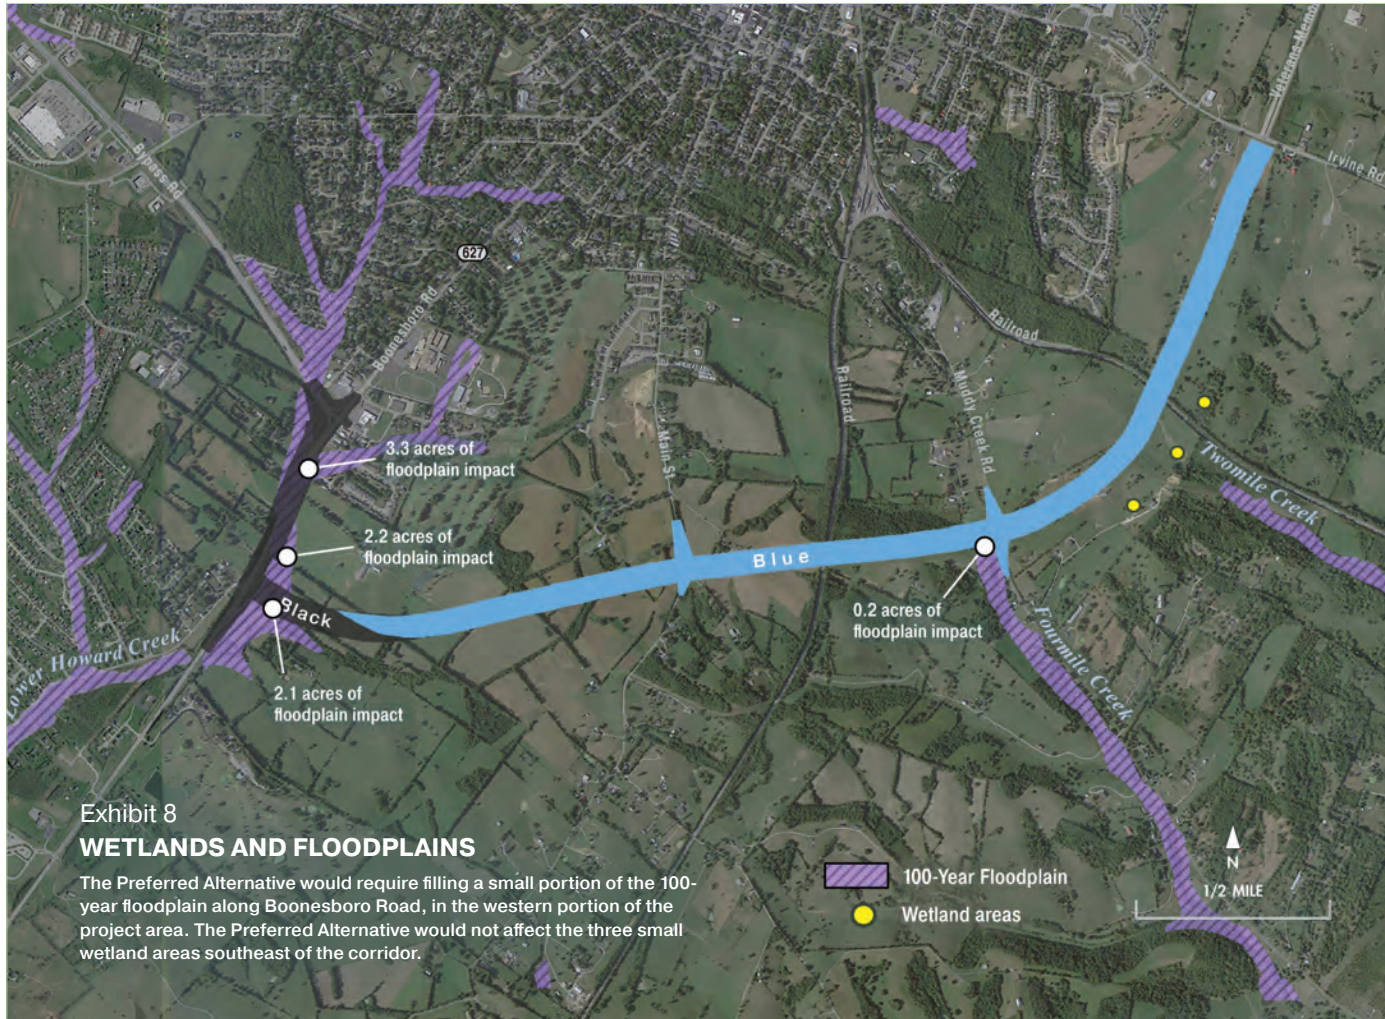 Bypass Rd
Veterans Memo
Irvine Rd
627
Boonesboro Rd
Railroad
Railroad
Muddy Creek Rd
Main St
3.3 acres of
floodplain impact
2.2 acres of
floodplain impact
Twomile Creek
Blue
Black
0.2 acres of
floodplain impact
Lower Howard Creek
Fourmile Creek
2.1 acres of
floodplain impact
Exhibit 8
WETLANDS AND FLOODPLAINS
The Preferred Alternative would require filling a small portion of the 100-
year floodplain along Boonesboro Road, in the western portion of the
project area. The Preferred Alternative would not affect the three small
wetland areas southeast of the corridor.
100-Year Floodplain
Wetland areas
N
1/2 MILE